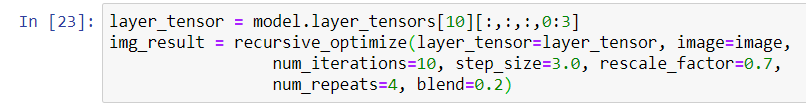 In [23]: layer_tensor = model.layer_tensors[10][:,:,:,0:3]
img_result = recursive_optimize(layer_tensor=layer_tensor, image=image,
num_iterations=10, step_size=3.0, rescale_factor=0.7,
num_repeats=4, blend=0.2)